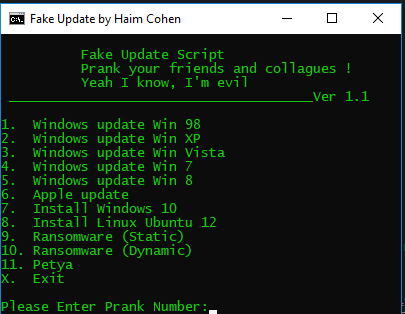 Fake Update by Haim Cohen
Fake Update Script
Prank your friends and collagues !
Yeah I know, I'm evil
______________________________________Ver 1.1
1. Windows update Win 98
2. Windows update Win XP
3. Windows update Win Vista
4. Windows update Win 7
5. Windows update Win 8
6. Apple update
7. Install Windows 10
8. Install Linux Ubuntu 12
9. Ransomware (Static)
10. Ransomware (Dynamic)
11. Petya
X. Exit
Please Enter Prank Number: